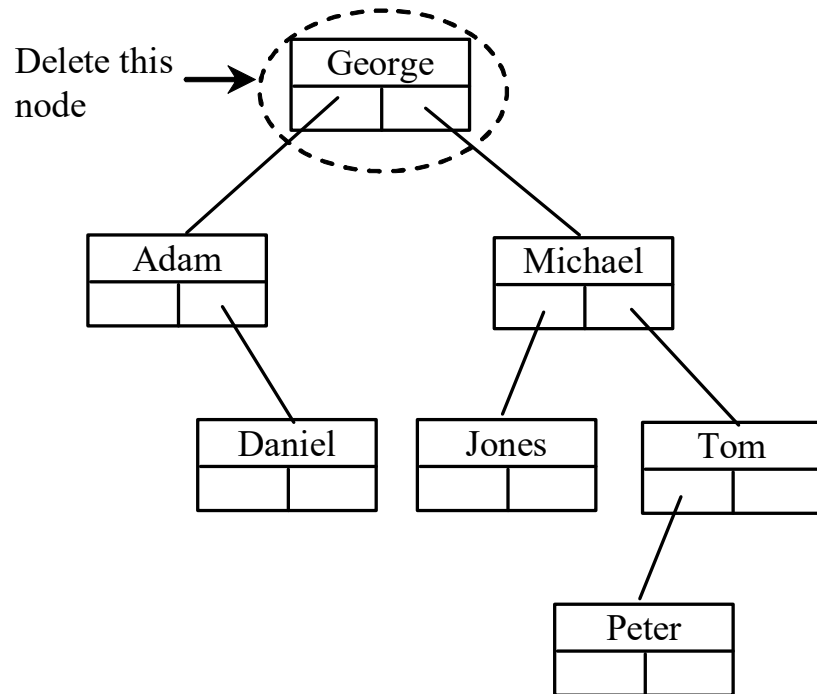 Delete this
node
George
Adam
Michael
Daniel
Jones
Tom
Peter